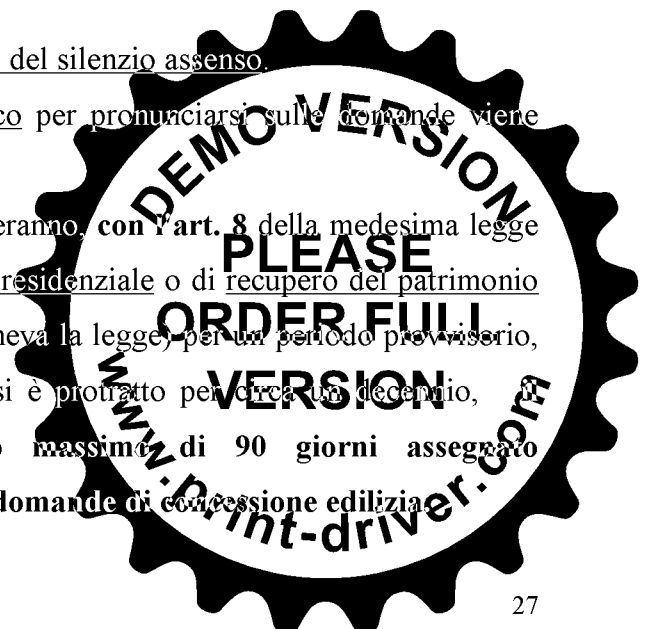 del silenzio assenso.
co per pronunciarsi sulle domande viene
eranno, con l'art. 8 della medesima legge
residenziale o di recupero del patrimonio
neva la legge) per un periodo provvisorio,
si è protratto per circa un decennio,
o massimo di 90 giorni assegnato
domande di concessione edilizia.
27
DEMO VERSION
PLEASE
ORDER FULL
VERSION
www.print-driver.com